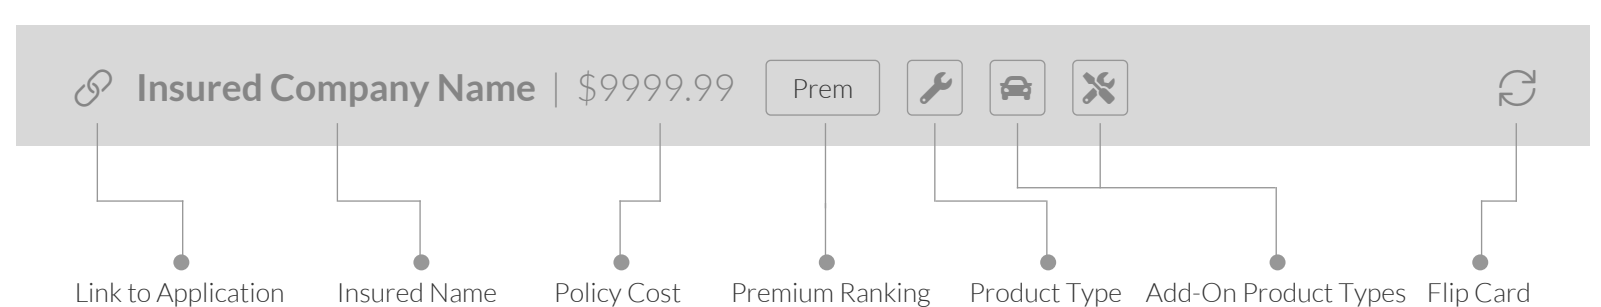 Insured Company Name | $9999.99 Prem
Link to Application Insured Name Policy Cost Premium Ranking Product Type Add-On Product Types Flip Card